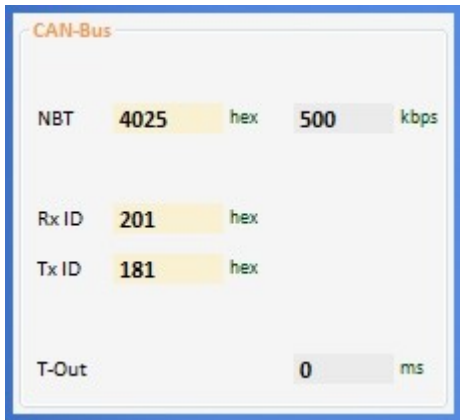 CAN-Bus
NBT 4025 hex 500 kbps
Rx ID 201 hex
Tx ID 181 hex
T-Out 0 ms